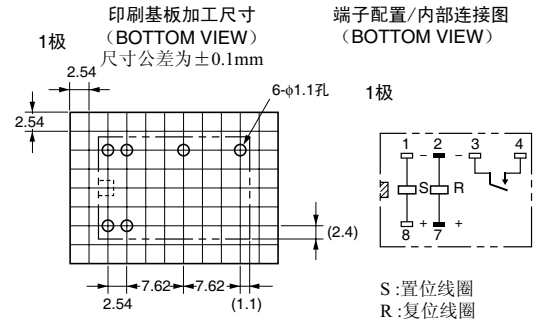 印刷基板加工尺寸
（BOTTOM VIEW）
尺寸公差为±0.1mm
1极
2.54
2.54
6-φ1.1孔
(2.4)
7.62
7.62
2.54
(1.1)
端子配置/内部连接图
（BOTTOM VIEW）
1极
1 2 3 4
− −
S R
+ +
8 7
S :置位线圈
R :复位线圈